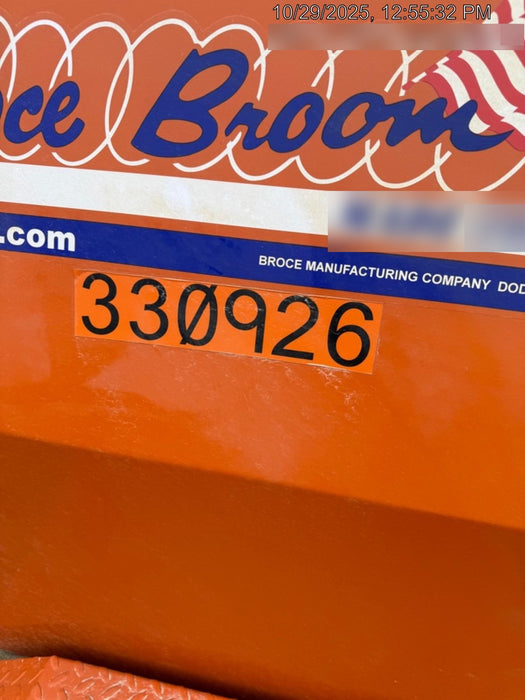 10/29/2025, 12:55:32 PM
ce Broom
.com
BROCE MANUFACTURING COMPANY DOD
330926